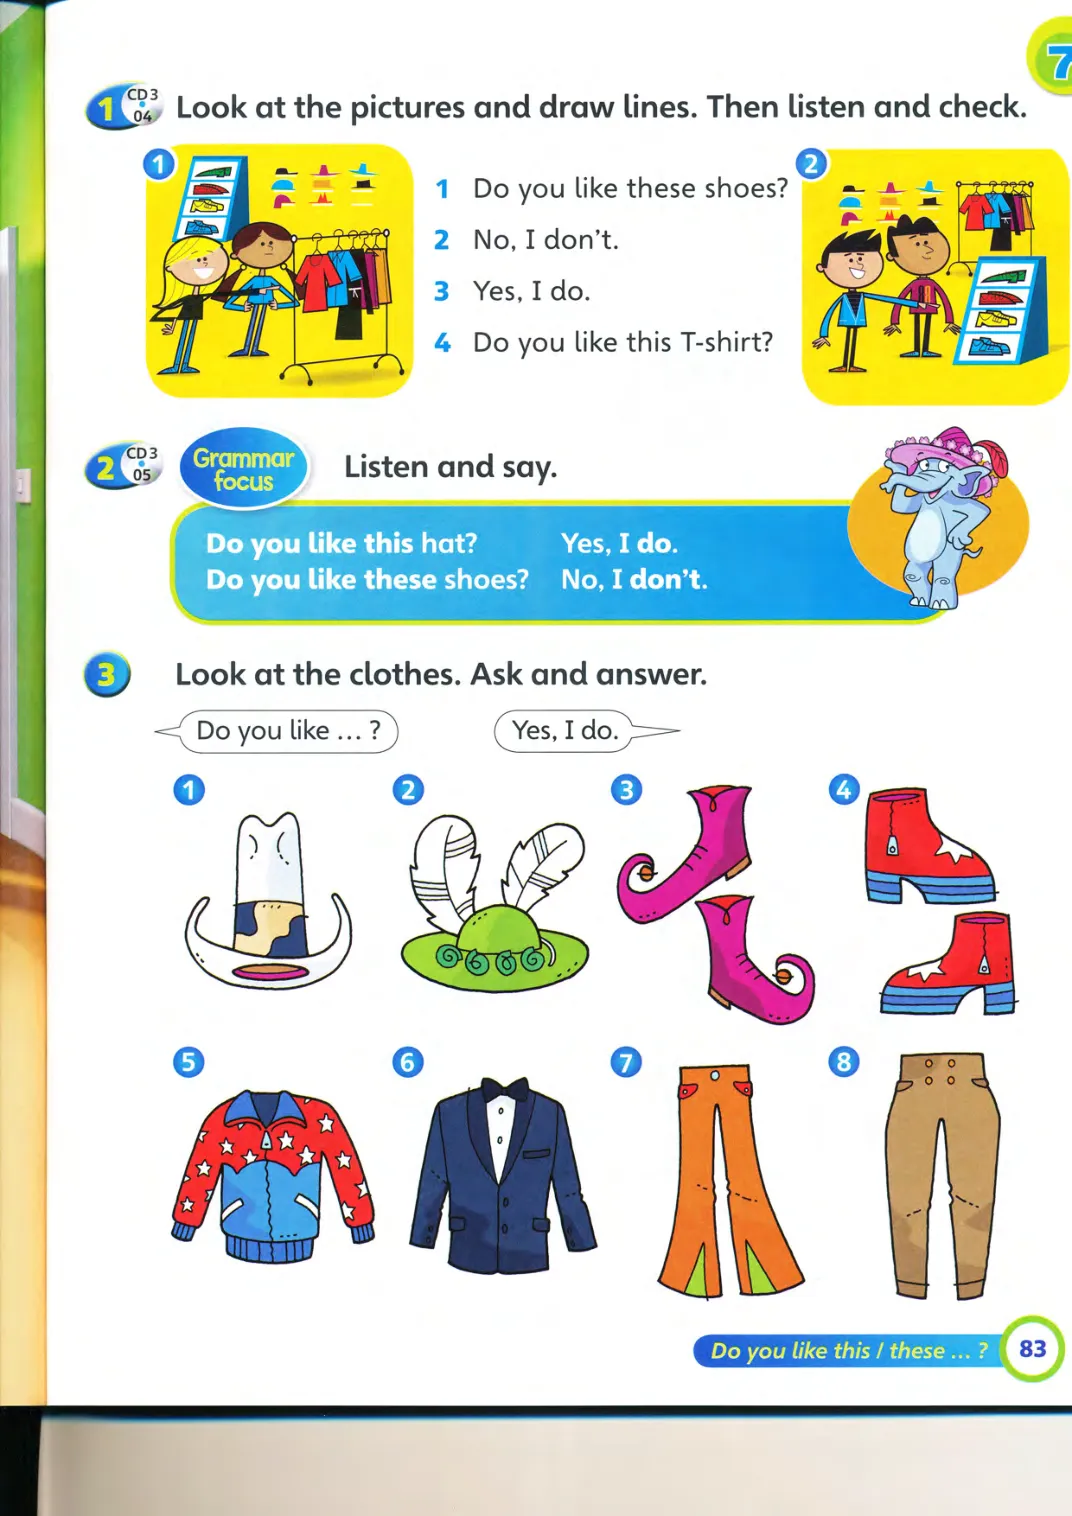 7
1 CD3 04 Look at the pictures and draw lines. Then listen and check.
1
2
1 Do you like these shoes?
2 No, I don't.
3 Yes, I do.
4 Do you like this T-shirt?
2 CD3 05 Grammar focus Listen and say.
Do you like this hat? Yes, I do.
Do you like these shoes? No, I don't.
3 Look at the clothes. Ask and answer.
Do you like ... ? Yes, I do.
1 2 3 4
5 6 7 8
Do you like this / these ... ? 83